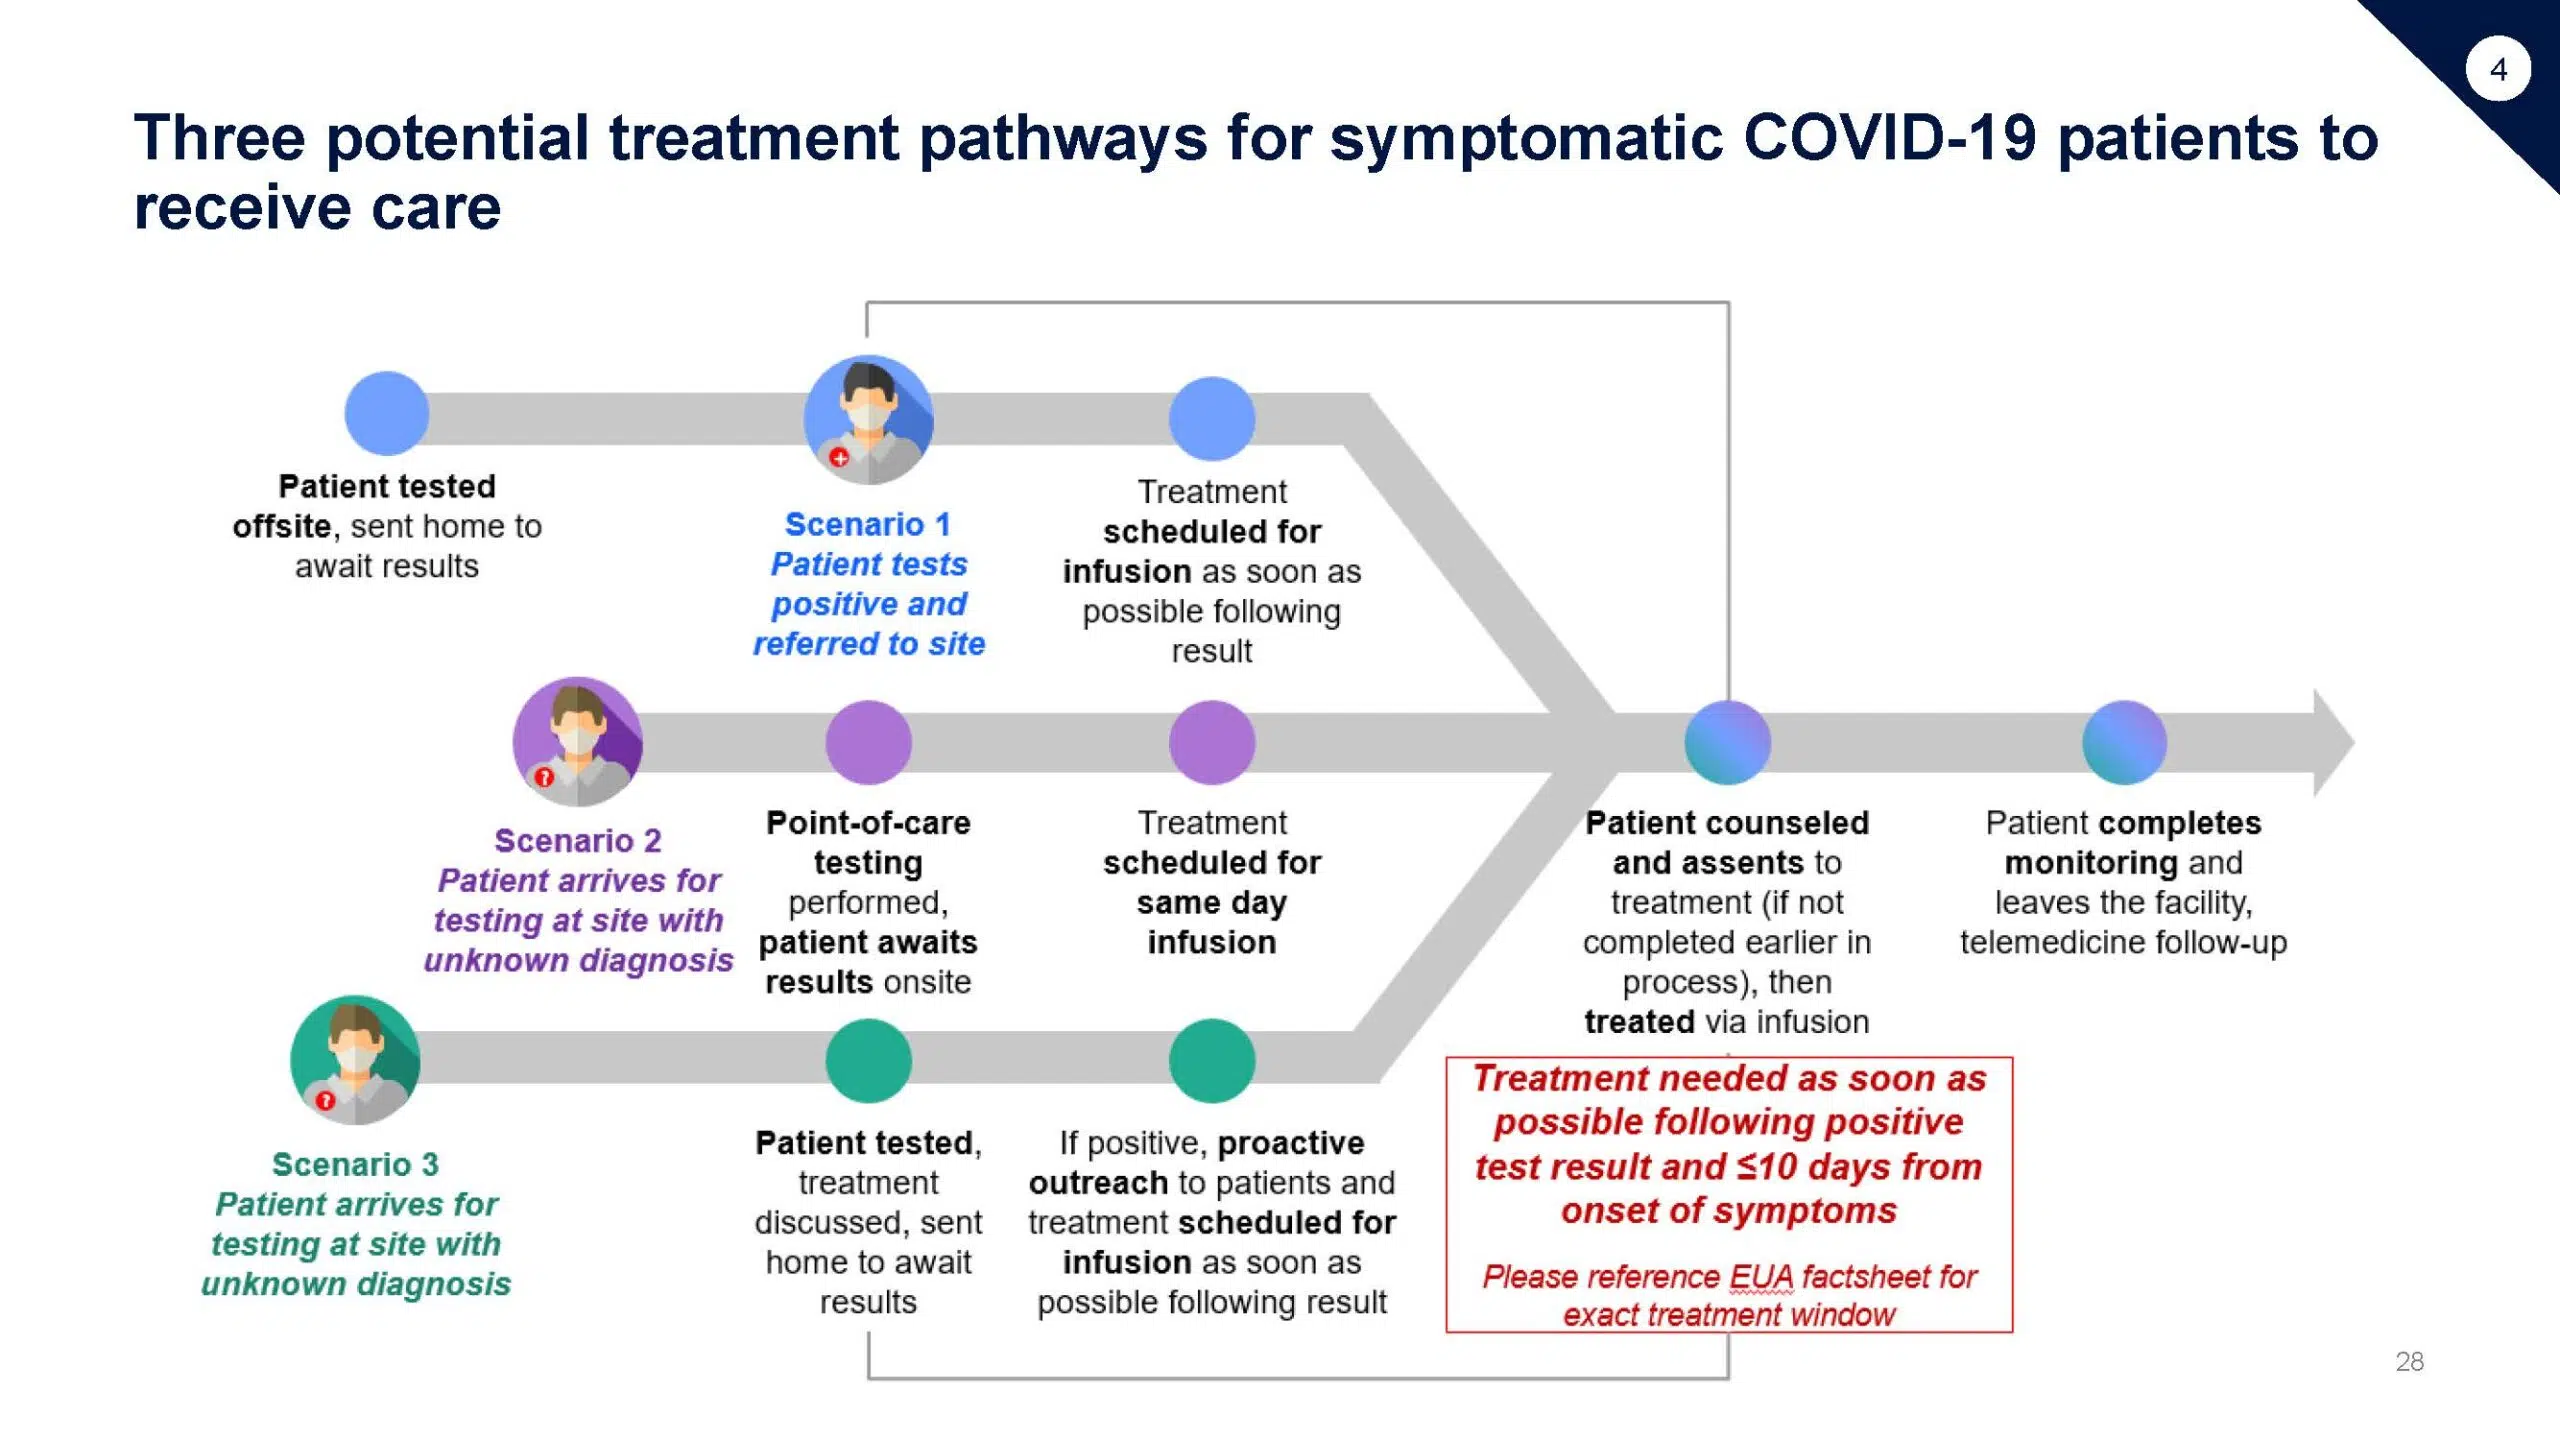 4
Three potential treatment pathways for symptomatic COVID-19 patients to
receive care
Patient tested
offsite, sent home to
await results
Scenario 1
Patient tests
positive and
referred to site
Treatment
scheduled for
infusion as soon as
possible following
result
Scenario 2
Patient arrives for
testing at site with
unknown diagnosis
Point-of-care
testing
performed,
patient awaits
results onsite
Treatment
scheduled for
same day
infusion
Patient counseled
and assents to
treatment (if not
completed earlier in
process), then
treated via infusion
Patient completes
monitoring and
leaves the facility,
telemedicine follow-up
Scenario 3
Patient arrives for
testing at site with
unknown diagnosis
Patient tested,
treatment
discussed, sent
home to await
results
If positive, proactive
outreach to patients and
treatment scheduled for
infusion as soon as
possible following result
Treatment needed as soon as
possible following positive
test result and ≤10 days from
onset of symptoms
Please reference EUA factsheet for
exact treatment window
28